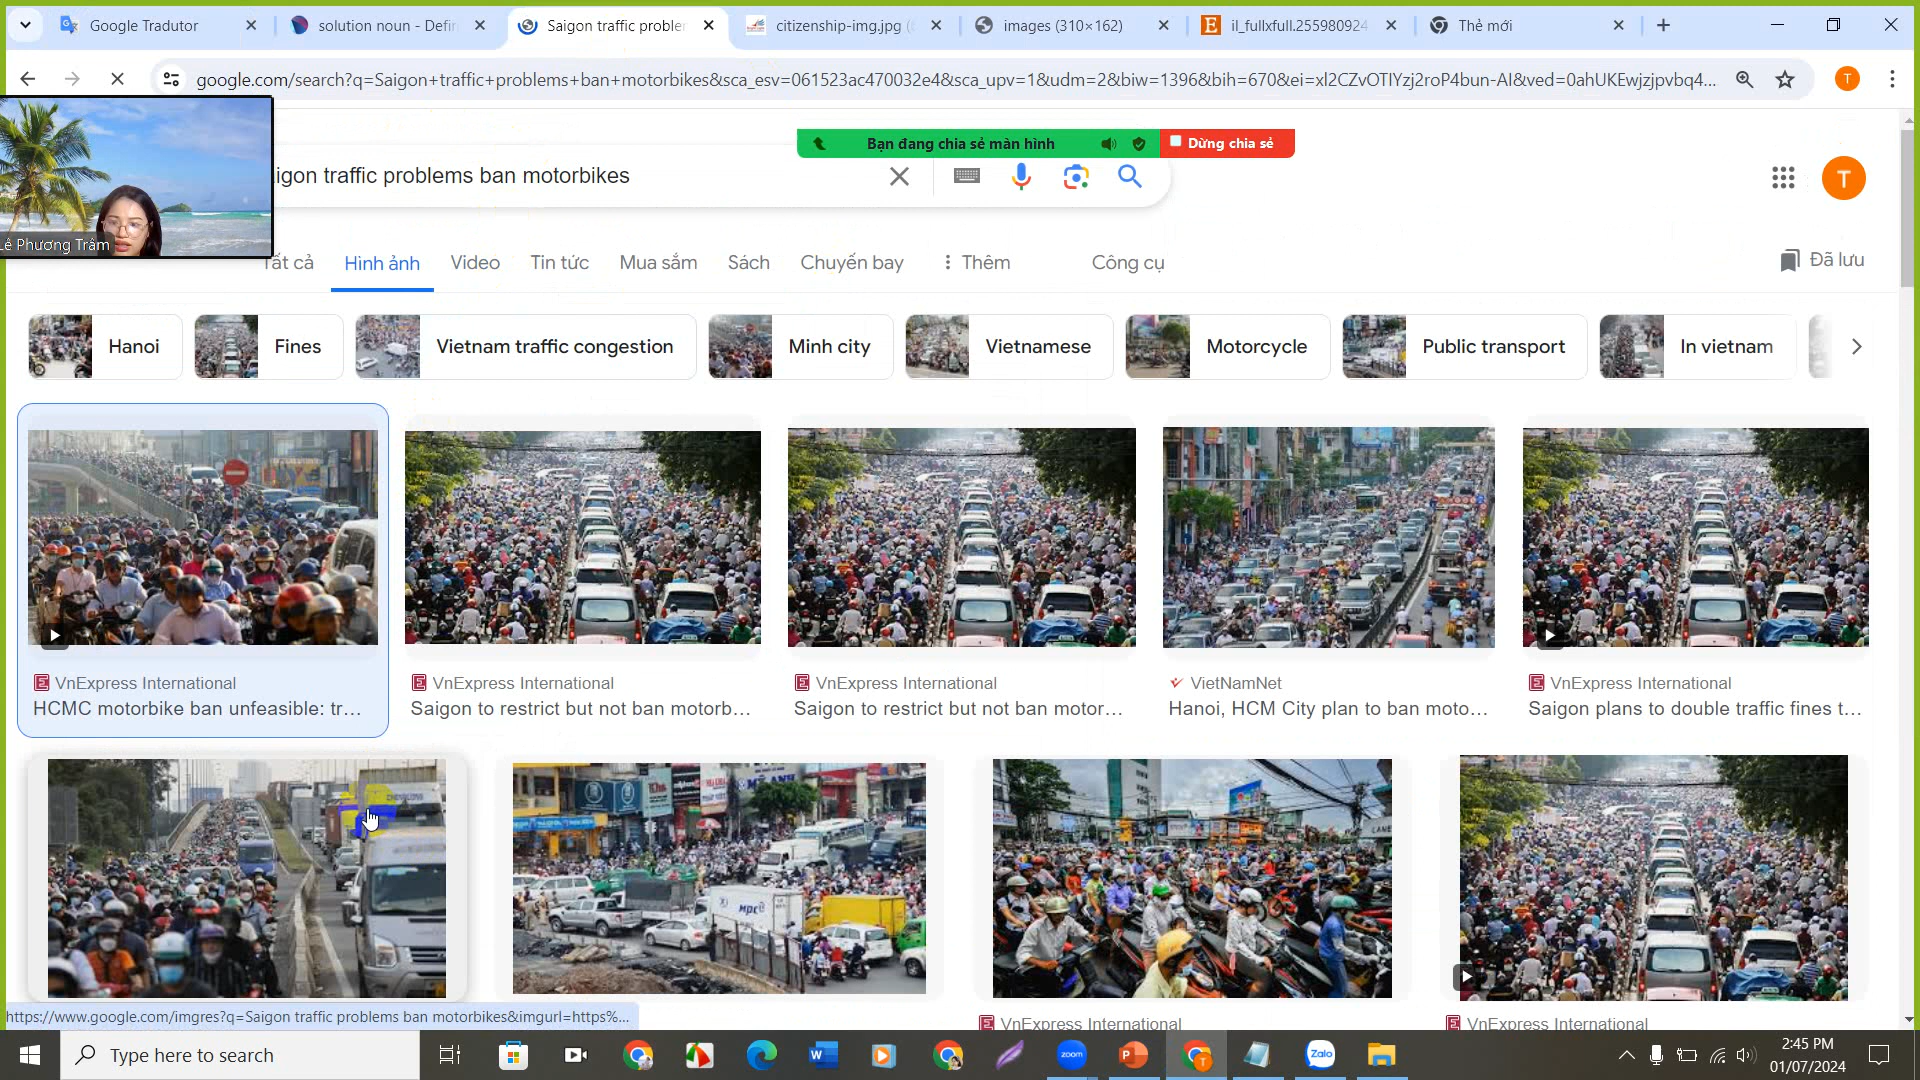 Google Tradutor
solution noun - Defin
Saigon traffic probler
citizenship-img.jpg (
images (310×162)
il_fullxfull.255980924
Thẻ mới
google.com/search?q=Saigon+traffic+problems+ban+motorbikes&sca_esv=061523ac470032e4&sca_upv=1&udm=2&biw=1396&bih=670&ei=xl2CZvOTIYzj2roP4bun-AI&ved=0ahUKEwjzjpvbq4...
T
Bạn đang chia sẻ màn hình
Dừng chia sẻ
Lê Phương Trâm
igon traffic problems ban motorbikes
T
Tất cả
Hình ảnh
Video
Tin tức
Mua sắm
Sách
Chuyến bay
Thêm
Công cụ
Đã lưu
Hanoi
Fines
Vietnam traffic congestion
Minh city
Vietnamese
Motorcycle
Public transport
In vietnam
VnExpress International
HCMC motorbike ban unfeasible: tr...
VnExpress International
Saigon to restrict but not ban motorb...
VnExpress International
Saigon to restrict but not ban motor...
VietNamNet
Hanoi, HCM City plan to ban moto...
VnExpress International
Saigon plans to double traffic fines t...
MỸ ANH
MPC
VnExpress International
VnExpress International
https://www.google.com/imgres?q=Saigon traffic problems ban motorbikes&imgurl=https%...
Type here to search
zoom
Zalo
2:45 PM
01/07/2024